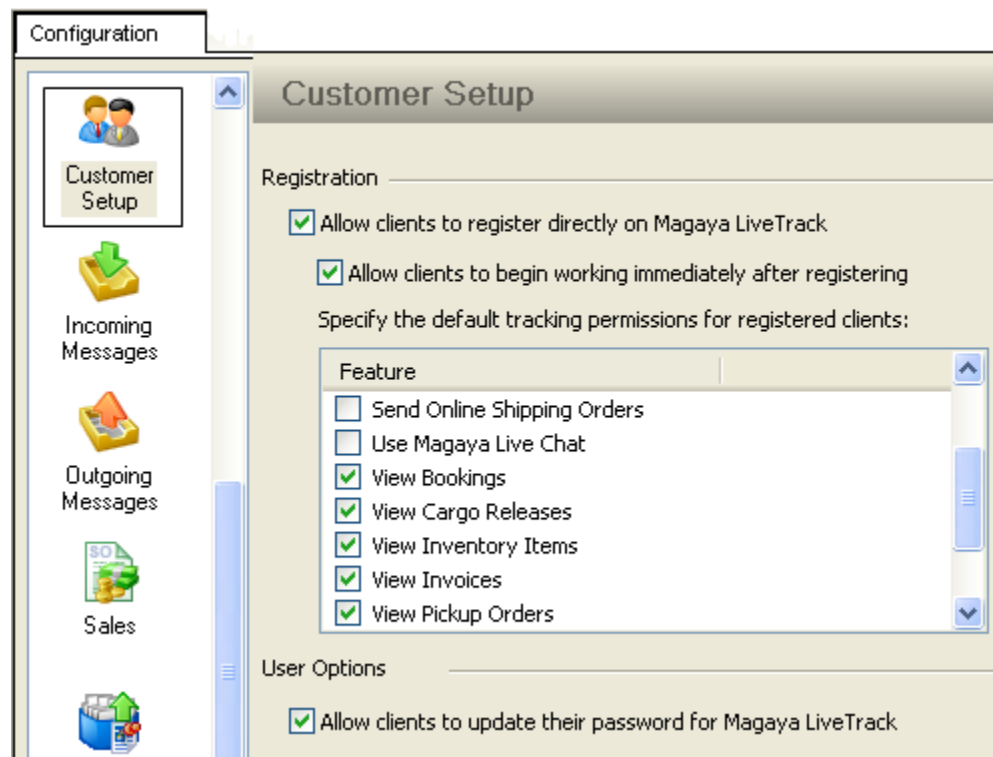 Configuration
Customer Setup
Customer
Setup
Incoming
Messages
Outgoing
Messages
SO
Sales
Registration
Allow clients to register directly on Magaya LiveTrack
Allow clients to begin working immediately after registering
Specify the default tracking permissions for registered clients:
Feature
Send Online Shipping Orders
Use Magaya Live Chat
View Bookings
View Cargo Releases
View Inventory Items
View Invoices
View Pickup Orders
User Options
Allow clients to update their password for Magaya LiveTrack